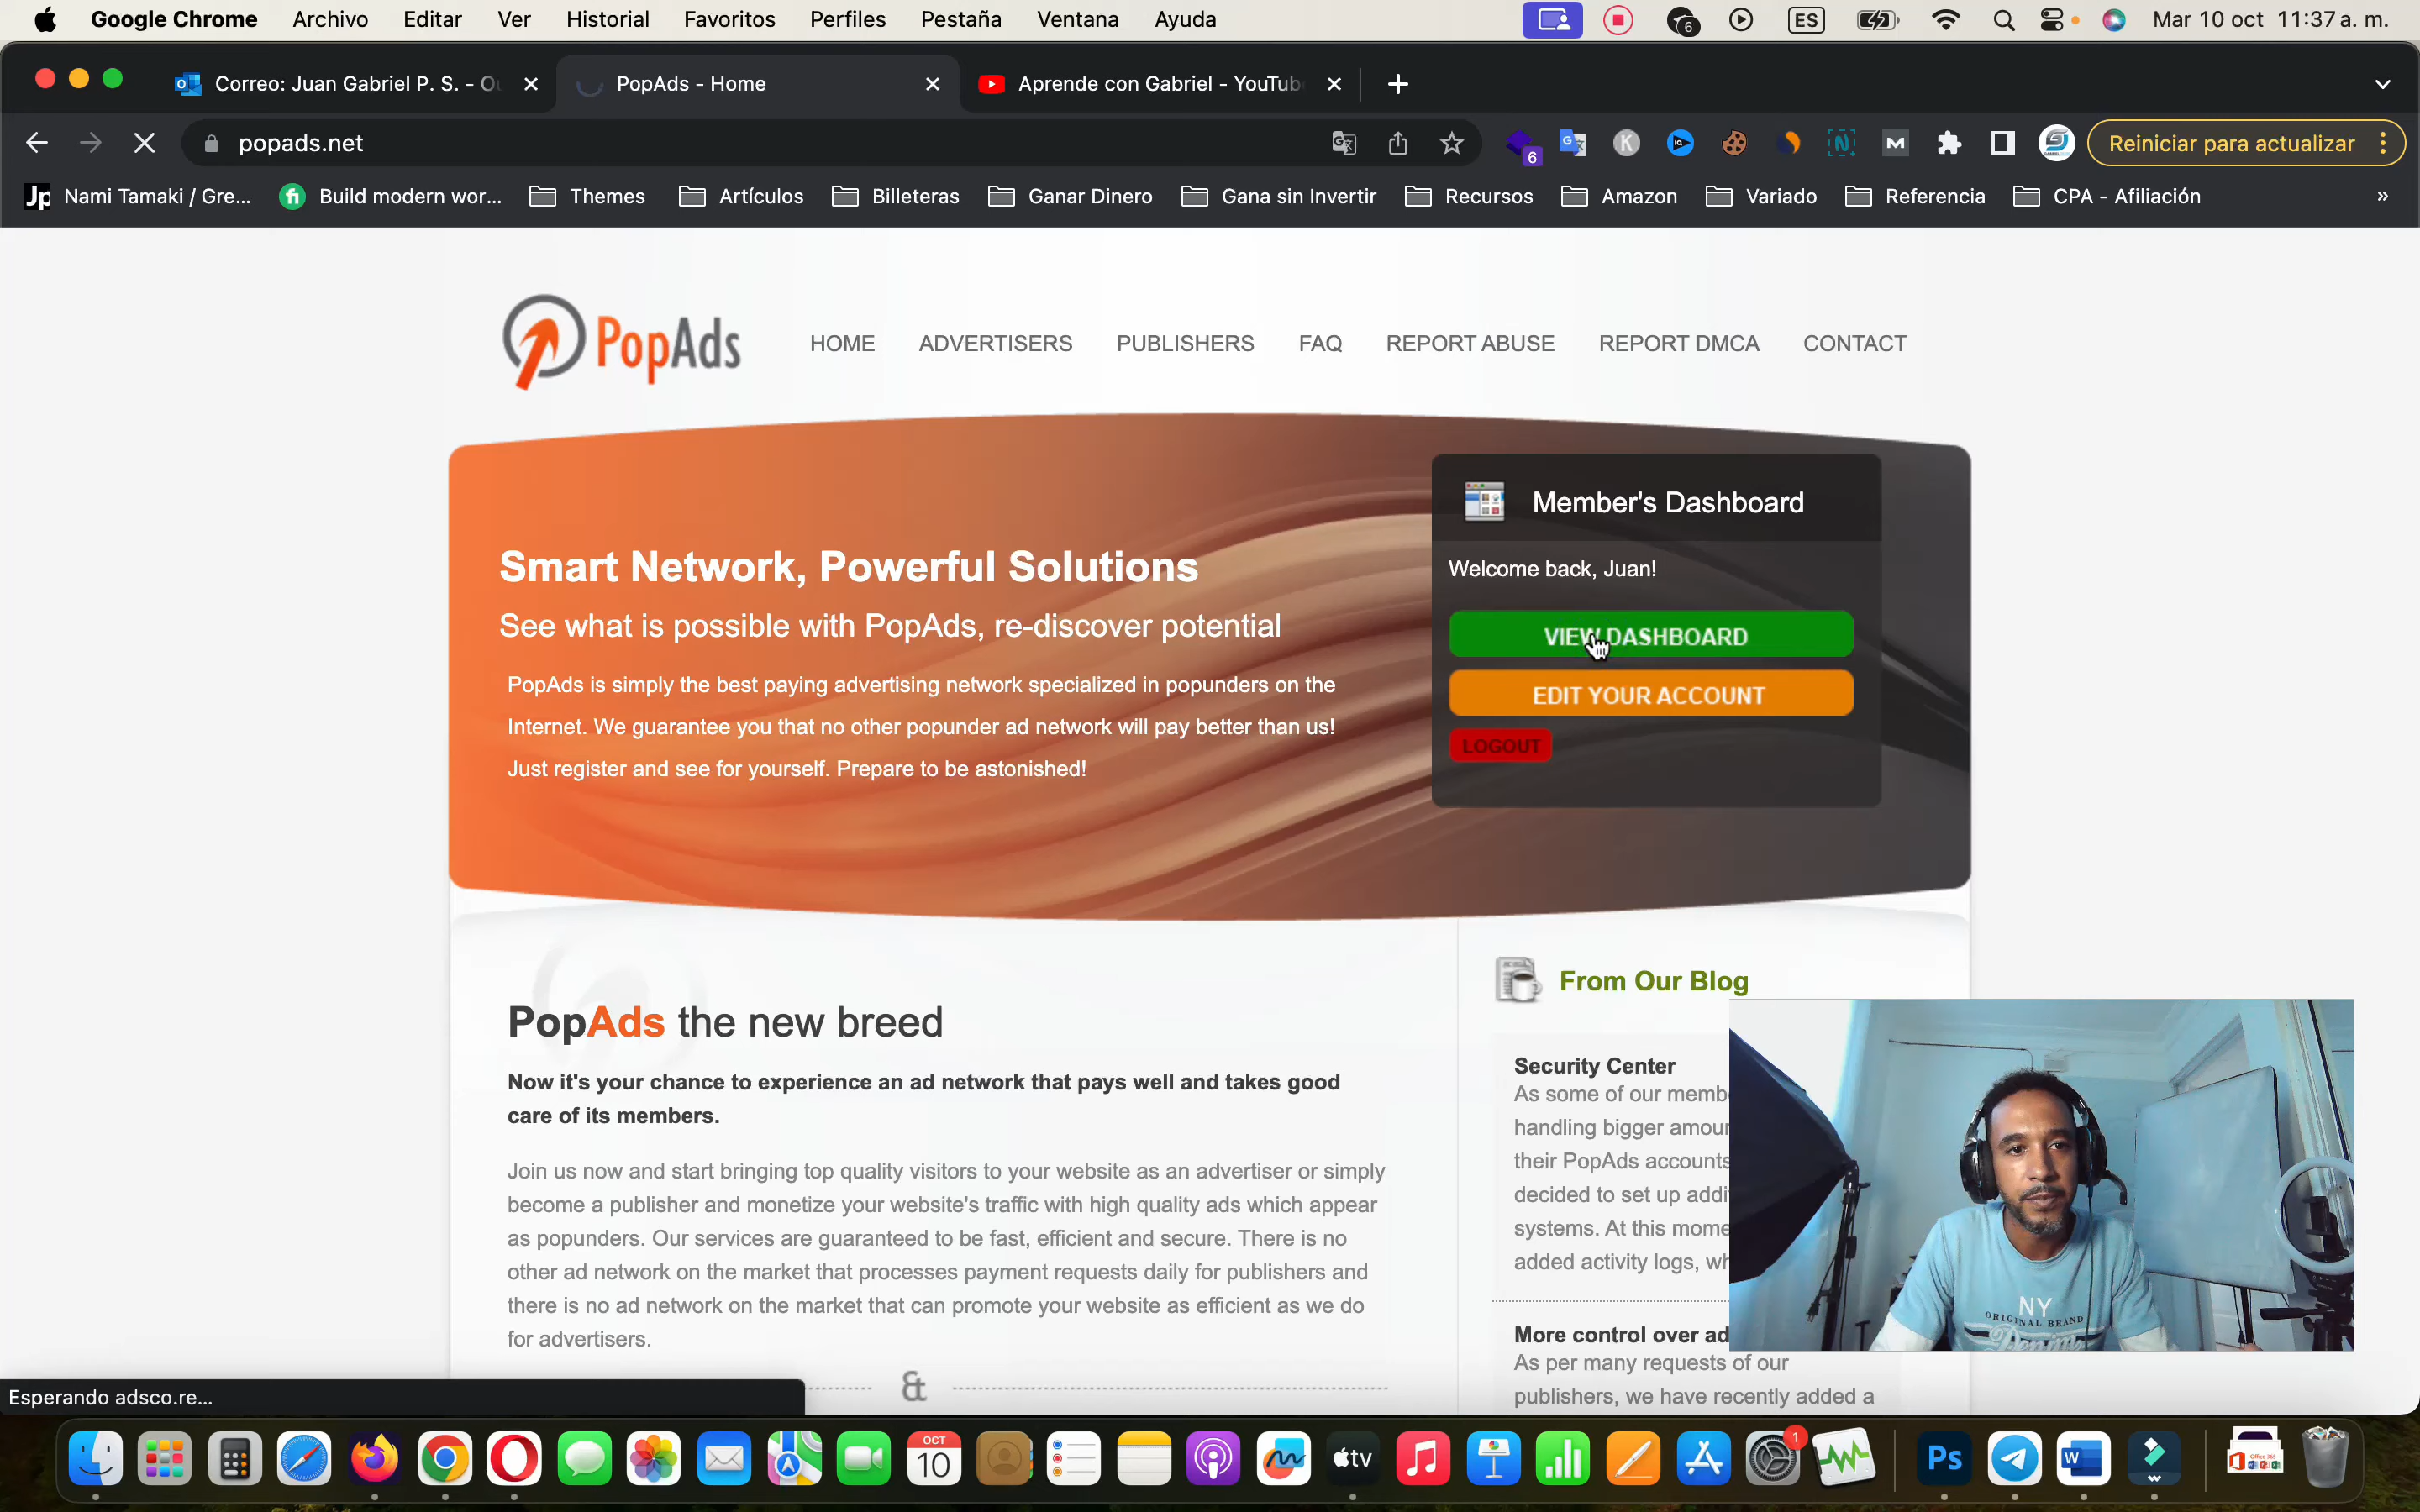 Google Chrome Archivo Editar Ver Historial Favoritos Perfiles Pestaña Ventana Ayuda
6 ES Mar 10 oct 11:37 a. m.
Correo: Juan Gabriel P. S. - Ou
PopAds - Home
Aprende con Gabriel - YouTube
popads.net
6
Reiniciar para actualizar
Jp Nami Tamaki / Gre... fi Build modern wor... Themes Artículos Billeteras Ganar Dinero Gana sin Invertir Recursos Amazon Variado Referencia CPA - Afiliación »
PopAds
HOME ADVERTISERS PUBLISHERS FAQ REPORT ABUSE REPORT DMCA CONTACT
Smart Network, Powerful Solutions
See what is possible with PopAds, re-discover potential
PopAds is simply the best paying advertising network specialized in popunders on the
Internet. We guarantee you that no other popunder ad network will pay better than us!
Just register and see for yourself. Prepare to be astonished!
Member's Dashboard
Welcome back, Juan!
VIEW DASHBOARD
EDIT YOUR ACCOUNT
LOGOUT
PopAds the new breed
Now it's your chance to experience an ad network that pays well and takes good
care of its members.
Join us now and start bringing top quality visitors to your website as an advertiser or simply
become a publisher and monetize your website's traffic with high quality ads which appear
as popunders. Our services are guaranteed to be fast, efficient and secure. There is no
other ad network on the market that processes payment requests daily for publishers and
there is no ad network on the market that can promote your website as efficient as we do
for advertisers.
&
From Our Blog
Security Center
As some of our memb
handling bigger amou
their PopAds accounts
decided to set up addi
systems. At this mome
added activity logs, wh
More control over ad
As per many requests of our
publishers, we have recently added a
NY
ORIGINAL BRAND
Esperando adsco.re...
OCT
10
tv
1
Ps
W
Office 365